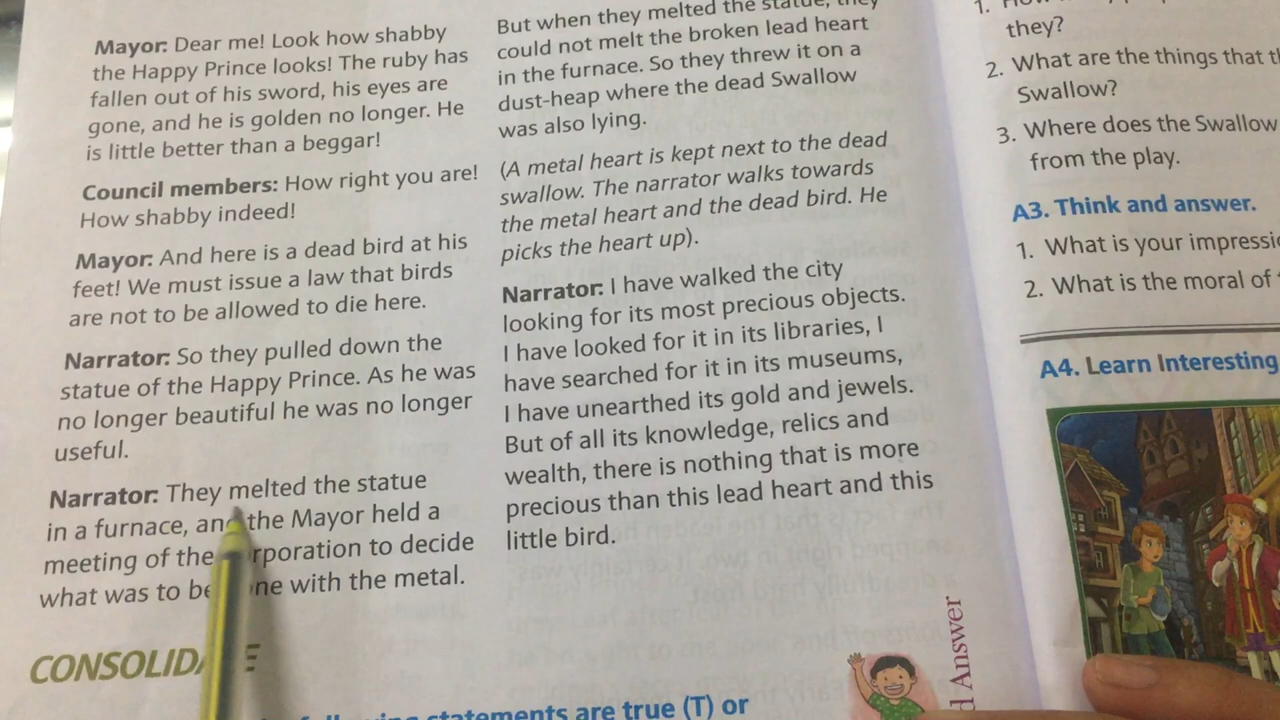 Mayor: Dear me! Look how shabby
the Happy Prince looks! The ruby has
fallen out of his sword, his eyes are
gone, and he is golden no longer. He
is little better than a beggar!
Council members: How right you are!
How shabby indeed!
Mayor: And here is a dead bird at his
feet! We must issue a law that birds
are not to be allowed to die here.
Narrator: So they pulled down the
statue of the Happy Prince. As he was
no longer beautiful he was no longer
useful.
Narrator: They melted the statue
in a furnace, and the Mayor held a
meeting of the to decide
what was to be with the metal.
But when they melted the statue, they
could not melt the broken lead heart
in the furnace. So they threw it on a
dust-heap where the dead Swallow
was also lying.
(A metal heart is kept next to the dead
swallow. The narrator walks towards
the metal heart and the dead bird. He
picks the heart up).
Narrator: I have walked the city
looking for its most precious objects.
I have looked for it in its libraries, I
have searched for it in its museums,
I have unearthed its gold and jewels.
But of all its knowledge, relics and
wealth, there is nothing that is more
precious than this lead heart and this
little bird.
statements are true (T) or
Answer
1.
they?
2. What are the things that
Swallow?
3. Where does the Swallow
from the play.
A3. Think and answer.
1. What is your
2. What is the moral of
A4. Learn Interesting